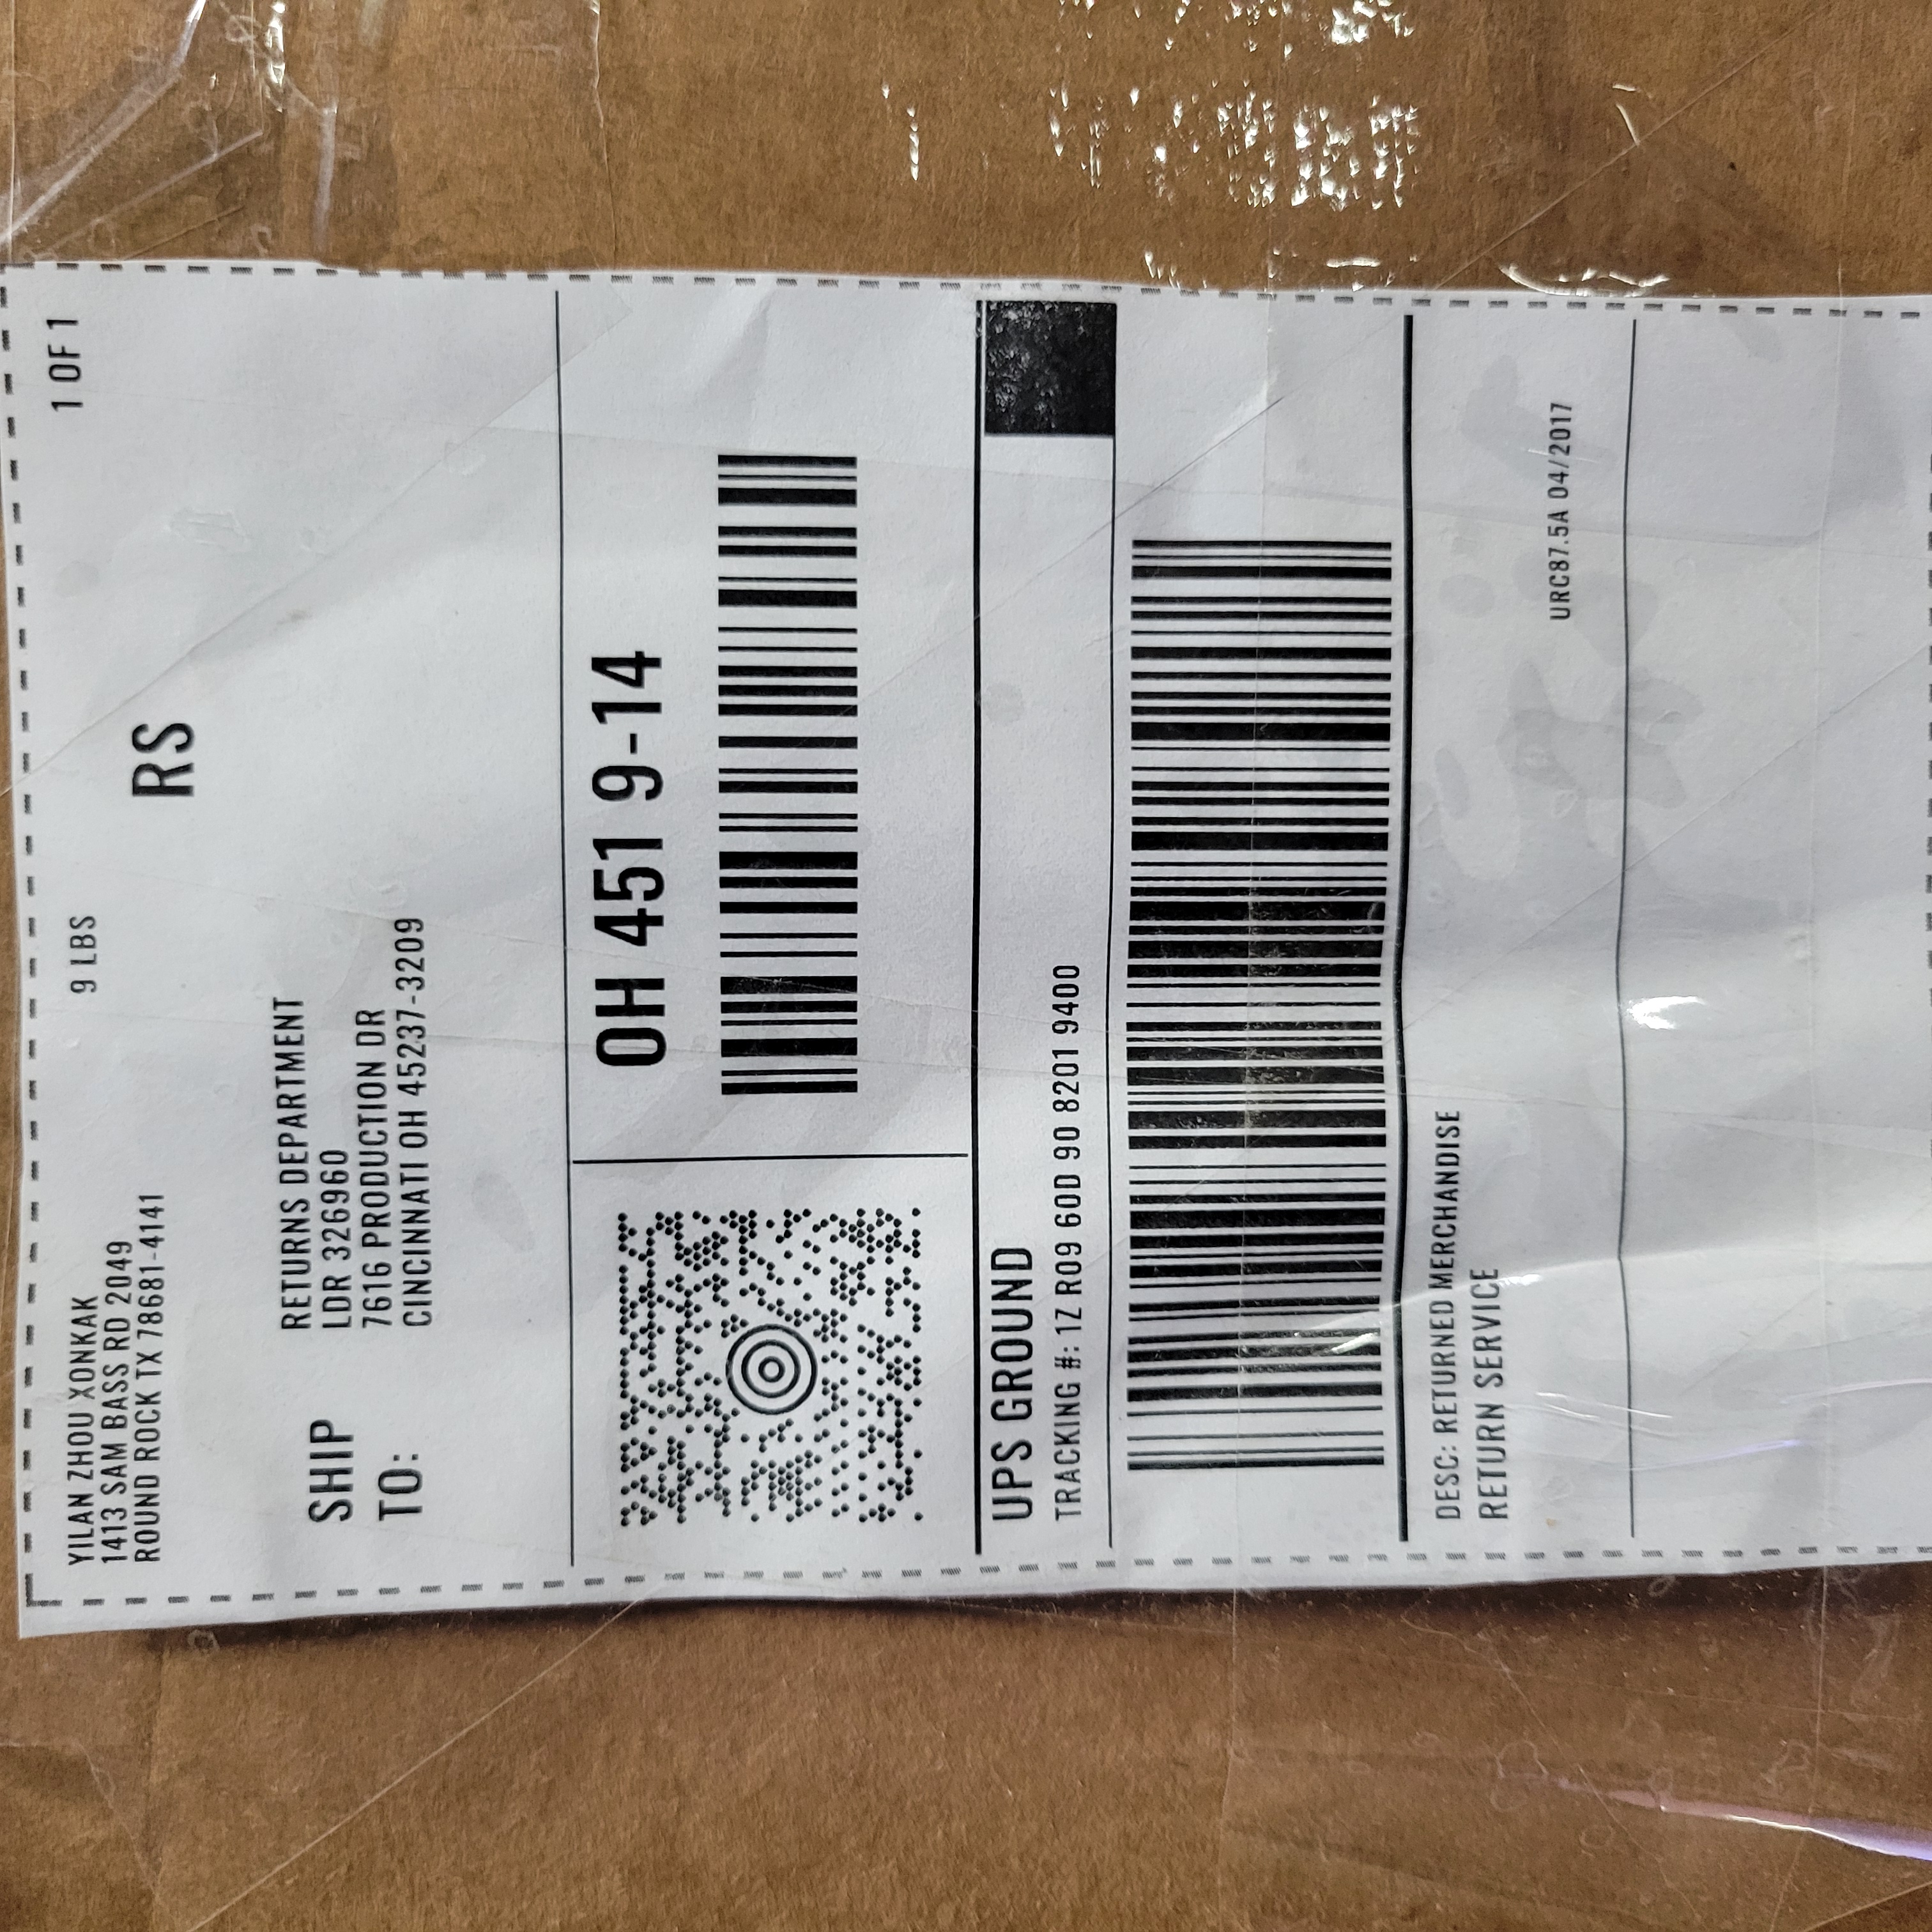 YILAN ZHOU XONKAK
1413 SAM BASS RD 2049
ROUND ROCK TX 78681-4141
9 LBS
1 OF 1
RS
SHIP
TO:
RETURNS DEPARTMENT
LDR 326960
7616 PRODUCTION DR
CINCINNATI OH 45237-3209
OH 451 9-14
UPS GROUND
TRACKING #: 1Z R09 60D 90 8201 9400
DESC: RETURNED MERCHANDISE
RETURN SERVICE
URC87.5A 04/2017